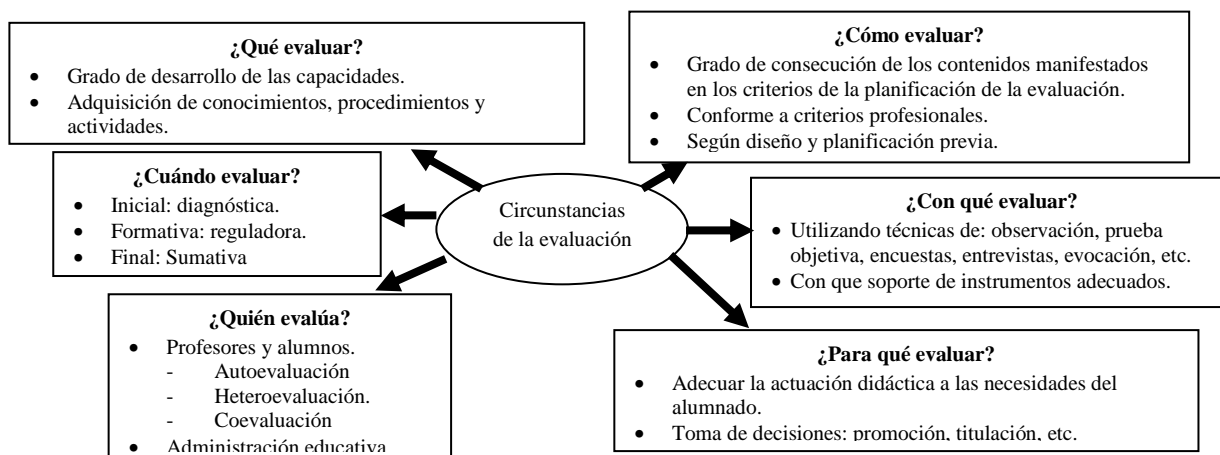 ¿Qué evaluar?
• Grado de desarrollo de las capacidades.
• Adquisición de conocimientos, procedimientos y
actividades.
¿Cómo evaluar?
• Grado de consecución de los contenidos manifestados
en los criterios de la planificación de la evaluación.
• Conforme a criterios profesionales.
• Según diseño y planificación previa.
¿Cuándo evaluar?
• Inicial: diagnóstica.
• Formativa: reguladora.
• Final: Sumativa
Circunstancias
de la evaluación
¿Con qué evaluar?
• Utilizando técnicas de: observación, prueba
objetiva, encuestas, entrevistas, evocación, etc.
• Con que soporte de instrumentos adecuados.
¿Quién evalúa?
• Profesores y alumnos.
- Autoevaluación
- Heteroevaluación.
- Coevaluación
• Administración educativa
¿Para qué evaluar?
• Adecuar la actuación didáctica a las necesidades del
alumnado.
• Toma de decisiones: promoción, titulación, etc.